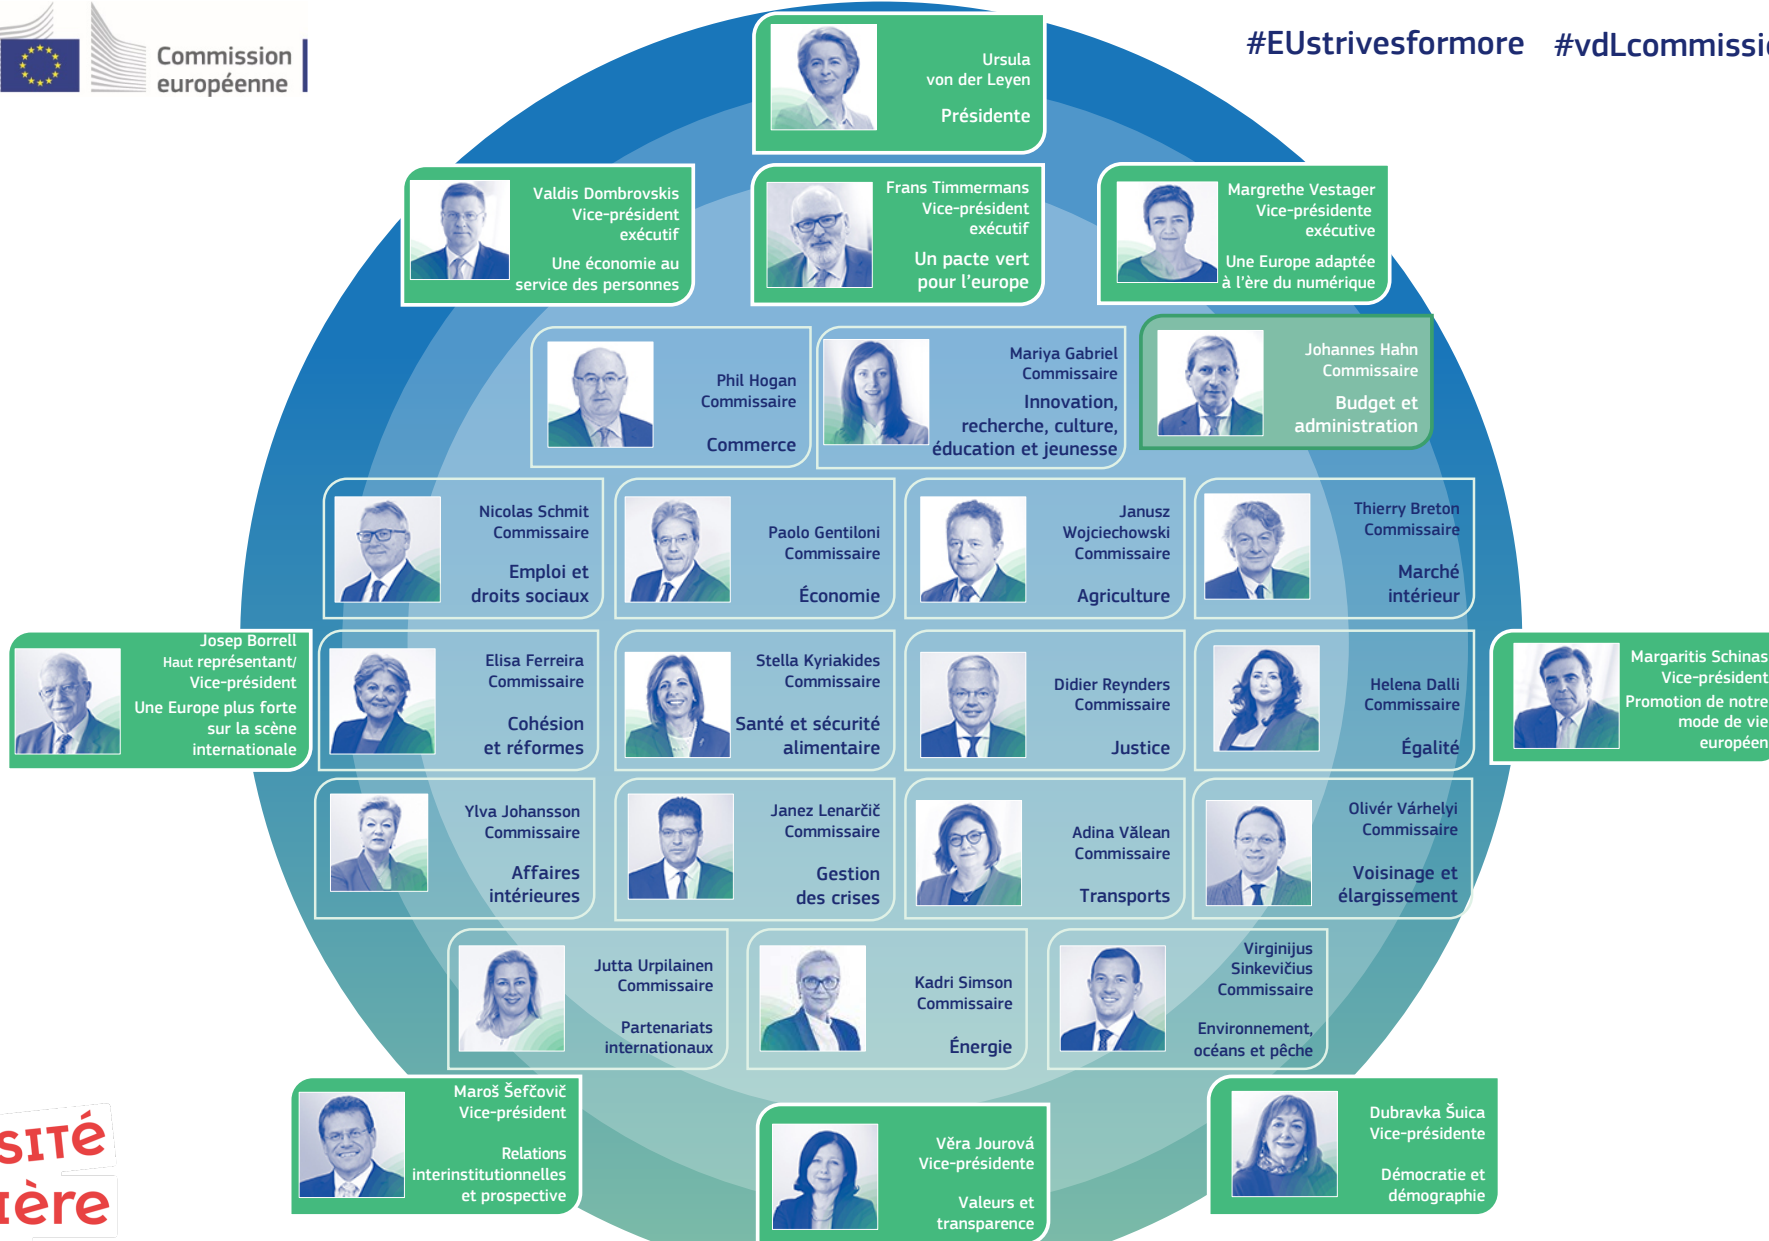 Commission
européenne
#EUstrivesformore #vdLcommissi
Ursula
von der Leyen
Présidente
Valdis Dombrovskis
Vice-président
exécutif
Une économie au
service des personnes
Frans Timmermans
Vice-président
exécutif
Un pacte vert
pour l'europe
Margrethe Vestager
Vice-présidente
exécutive
Une Europe adaptée
à l'ère du numérique
Phil Hogan
Commissaire
Commerce
Mariya Gabriel
Commissaire
Innovation,
recherche, culture,
éducation et jeunesse
Johannes Hahn
Commissaire
Budget et
administration
Nicolas Schmit
Commissaire
Emploi et
droits sociaux
Paolo Gentiloni
Commissaire
Économie
Janusz
Wojciechowski
Commissaire
Agriculture
Thierry Breton
Commissaire
Marché
intérieur
Josep Borrell
Haut représentant/
Vice-président
Une Europe plus forte
sur la scène
internationale
Elisa Ferreira
Commissaire
Cohésion
et réformes
Stella Kyriakides
Commissaire
Santé et sécurité
alimentaire
Didier Reynders
Commissaire
Justice
Helena Dalli
Commissaire
Égalité
Margaritis Schinas
Vice-président
Promotion de notre
mode de vie
européen
Ylva Johansson
Commissaire
Affaires
intérieures
Janez Lenarčič
Commissaire
Gestion
des crises
Adina Vălean
Commissaire
Transports
Olivér Várhelyi
Commissaire
Voisinage et
élargissement
Jutta Urpilainen
Commissaire
Partenariats
internationaux
Kadri Simson
Commissaire
Énergie
Virginijus
Sinkevičius
Commissaire
Environnement,
océans et pêche
Maroš Šefčovič
Vice-président
Relations
interinstitutionnelles
et prospective
Věra Jourová
Vice-présidente
Valeurs et
transparence
Dubravka Šuica
Vice-présidente
Démocratie et
démographie
SITé
ière